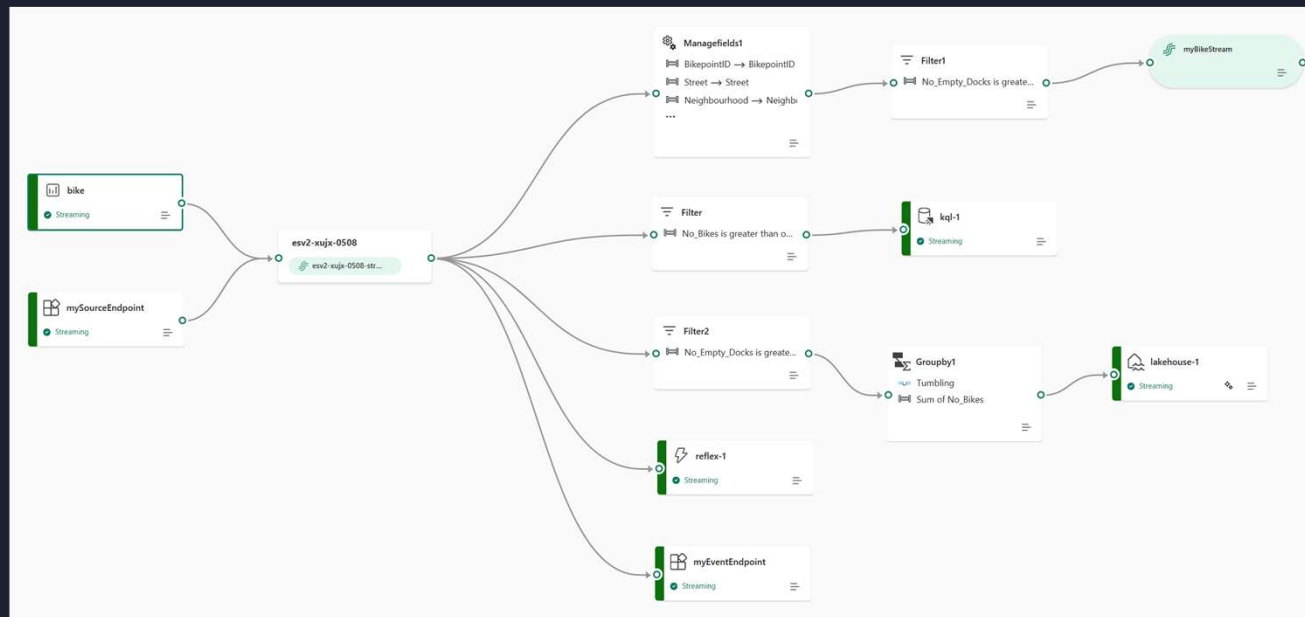 bike
Streaming
mySourceEndpoint
Streaming
esv2-xujx-0508
esv2-xujx-0508-str...
Managefields1
BikepointID → BikepointID
Street → Street
Neighbourhood → Neighb
...
Filter1
No_Empty_Docks is greate...
myBikeStream
Filter
No_Bikes is greater than o...
kql-1
Streaming
Filter2
No_Empty_Docks is greate...
Groupby1
Tumbling
Sum of No_Bikes
lakehouse-1
Streaming
reflex-1
Streaming
myEventEndpoint
Streaming